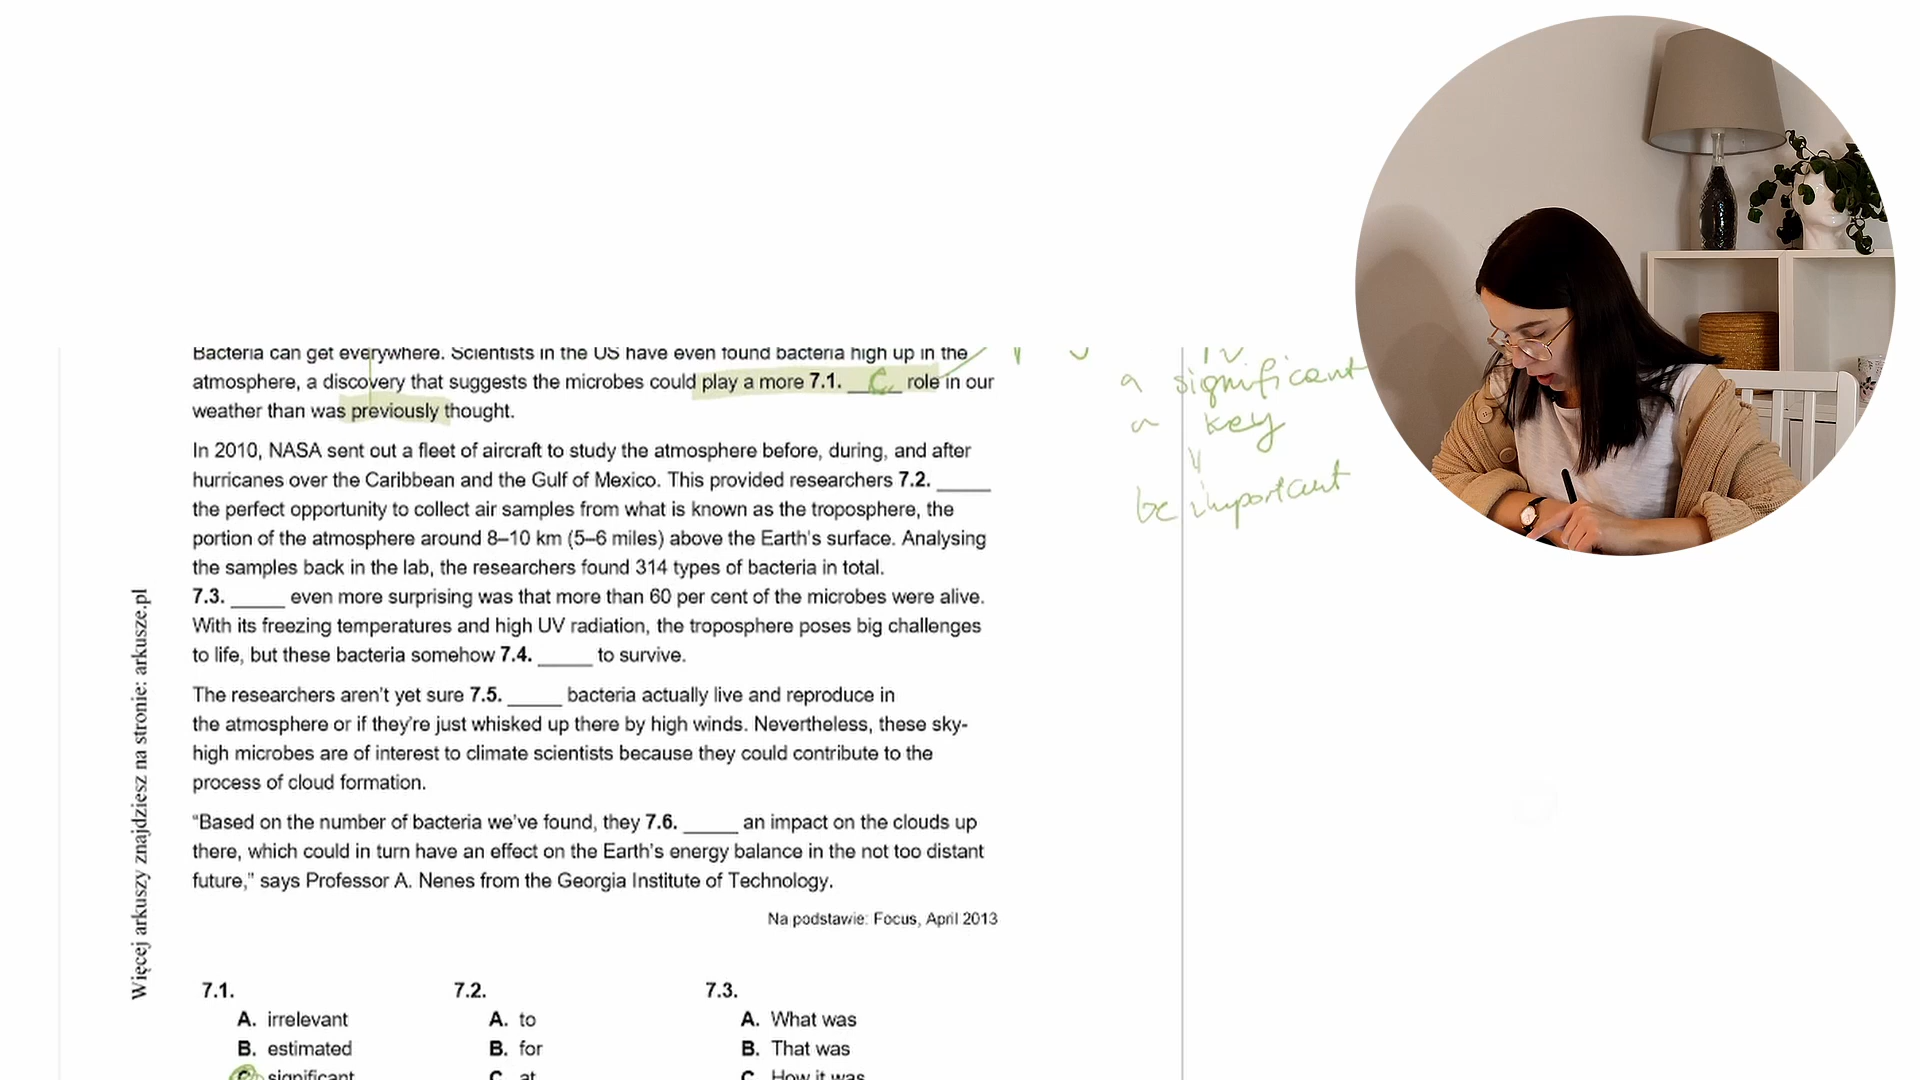 Bacteria can get everywhere. Scientists in the US have even found bacteria high up in the
atmosphere, a discovery that suggests the microbes could play a more 7.1. __C__ role in our
weather than was previously thought.
a significant
a key
be important
In 2010, NASA sent out a fleet of aircraft to study the atmosphere before, during, and after
hurricanes over the Caribbean and the Gulf of Mexico. This provided researchers 7.2. _____
the perfect opportunity to collect air samples from what is known as the troposphere, the
portion of the atmosphere around 8–10 km (5–6 miles) above the Earth's surface. Analysing
the samples back in the lab, the researchers found 314 types of bacteria in total.
7.3. _____ even more surprising was that more than 60 per cent of the microbes were alive.
With its freezing temperatures and high UV radiation, the troposphere poses big challenges
to life, but these bacteria somehow 7.4. _____ to survive.
The researchers aren't yet sure 7.5. _____ bacteria actually live and reproduce in
the atmosphere or if they're just whisked up there by high winds. Nevertheless, these sky-
high microbes are of interest to climate scientists because they could contribute to the
process of cloud formation.
“Based on the number of bacteria we've found, they 7.6. _____ an impact on the clouds up
there, which could in turn have an effect on the Earth's energy balance in the not too distant
future,” says Professor A. Nenes from the Georgia Institute of Technology.
Na podstawie: Focus, April 2013
Więcej arkuszy znajdziesz na stronie: arkusze.pl
7.1.
A. irrelevant
B. estimated
C. significant
7.2.
A. to
B. for
C. at
7.3.
A. What was
B. That was
C. How it was